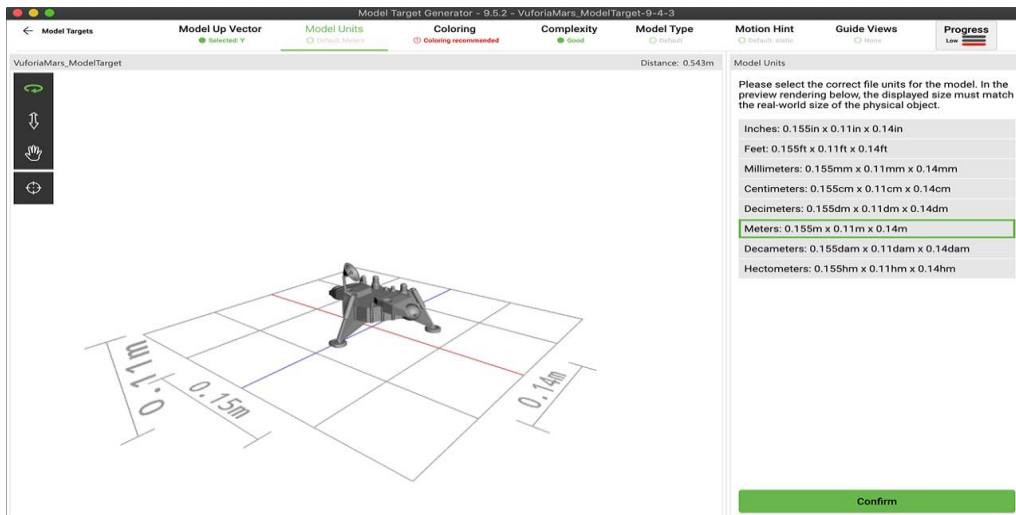 Model Target Generator - 9.5.2 - VuforiaMars_ModelTarget-9-4-3
Model Targets
Model Up Vector
Selected: Y
Model Units
Default: Meters
Coloring
Coloring recommended
Complexity
Good
Model Type
Default
Motion Hint
Default: static
Guide Views
None
Progress
Low
VuforiaMars_ModelTarget
Distance: 0.543m
Model Units
Please select the correct file units for the model. In the
preview rendering below, the displayed size must match
the real-world size of the physical object.
Inches: 0.155in x 0.11in x 0.14in
Feet: 0.155ft x 0.11ft x 0.14ft
Millimeters: 0.155mm x 0.11mm x 0.14mm
Centimeters: 0.155cm x 0.11cm x 0.14cm
Decimeters: 0.155dm x 0.11dm x 0.14dm
Meters: 0.155m x 0.11m x 0.14m
Decameters: 0.155dam x 0.11dam x 0.14dam
Hectometers: 0.155hm x 0.11hm x 0.14hm
0.11m
0.15m
0.14m
Confirm